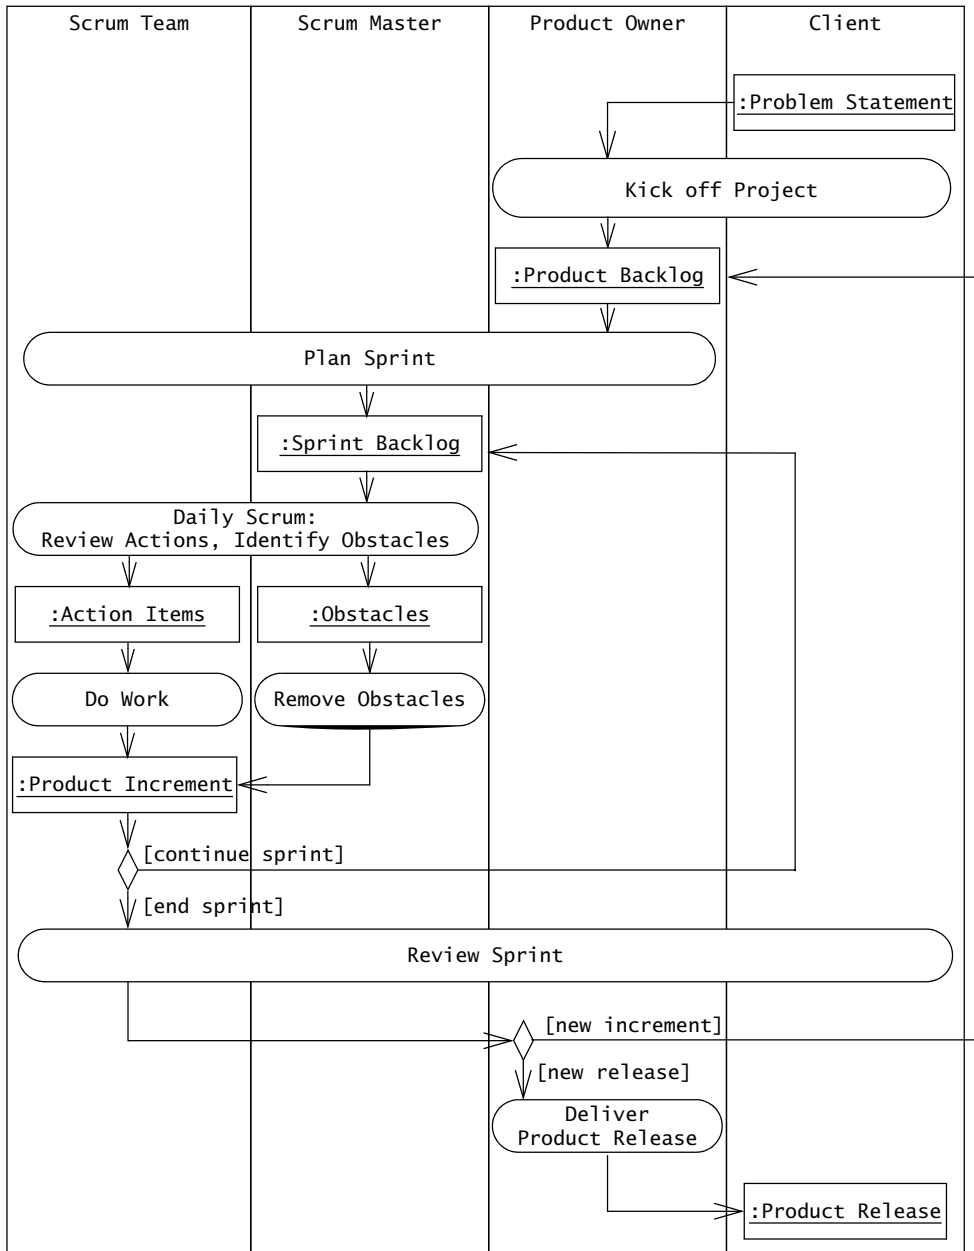 Scrum Team
Scrum Master
Product Owner
Client
:Problem Statement
Kick off Project
:Product Backlog
Plan Sprint
:Sprint Backlog
Daily Scrum:
Review Actions, Identify Obstacles
:Action Items
:Obstacles
Do Work
Remove Obstacles
:Product Increment
[continue sprint]
[end sprint]
Review Sprint
[new increment]
[new release]
Deliver
Product Release
:Product Release